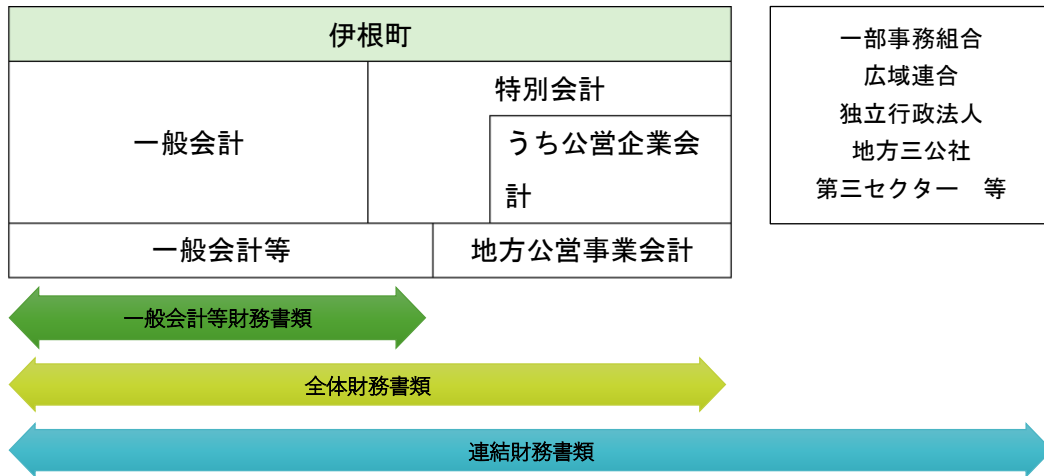 伊根町
一般会計
特別会計
うち公営企業会
計
一般会計等
地方公営事業会計
一部事務組合
広域連合
独立行政法人
地方三公社
第三セクター　等
一般会計等財務書類
全体財務書類
連結財務書類